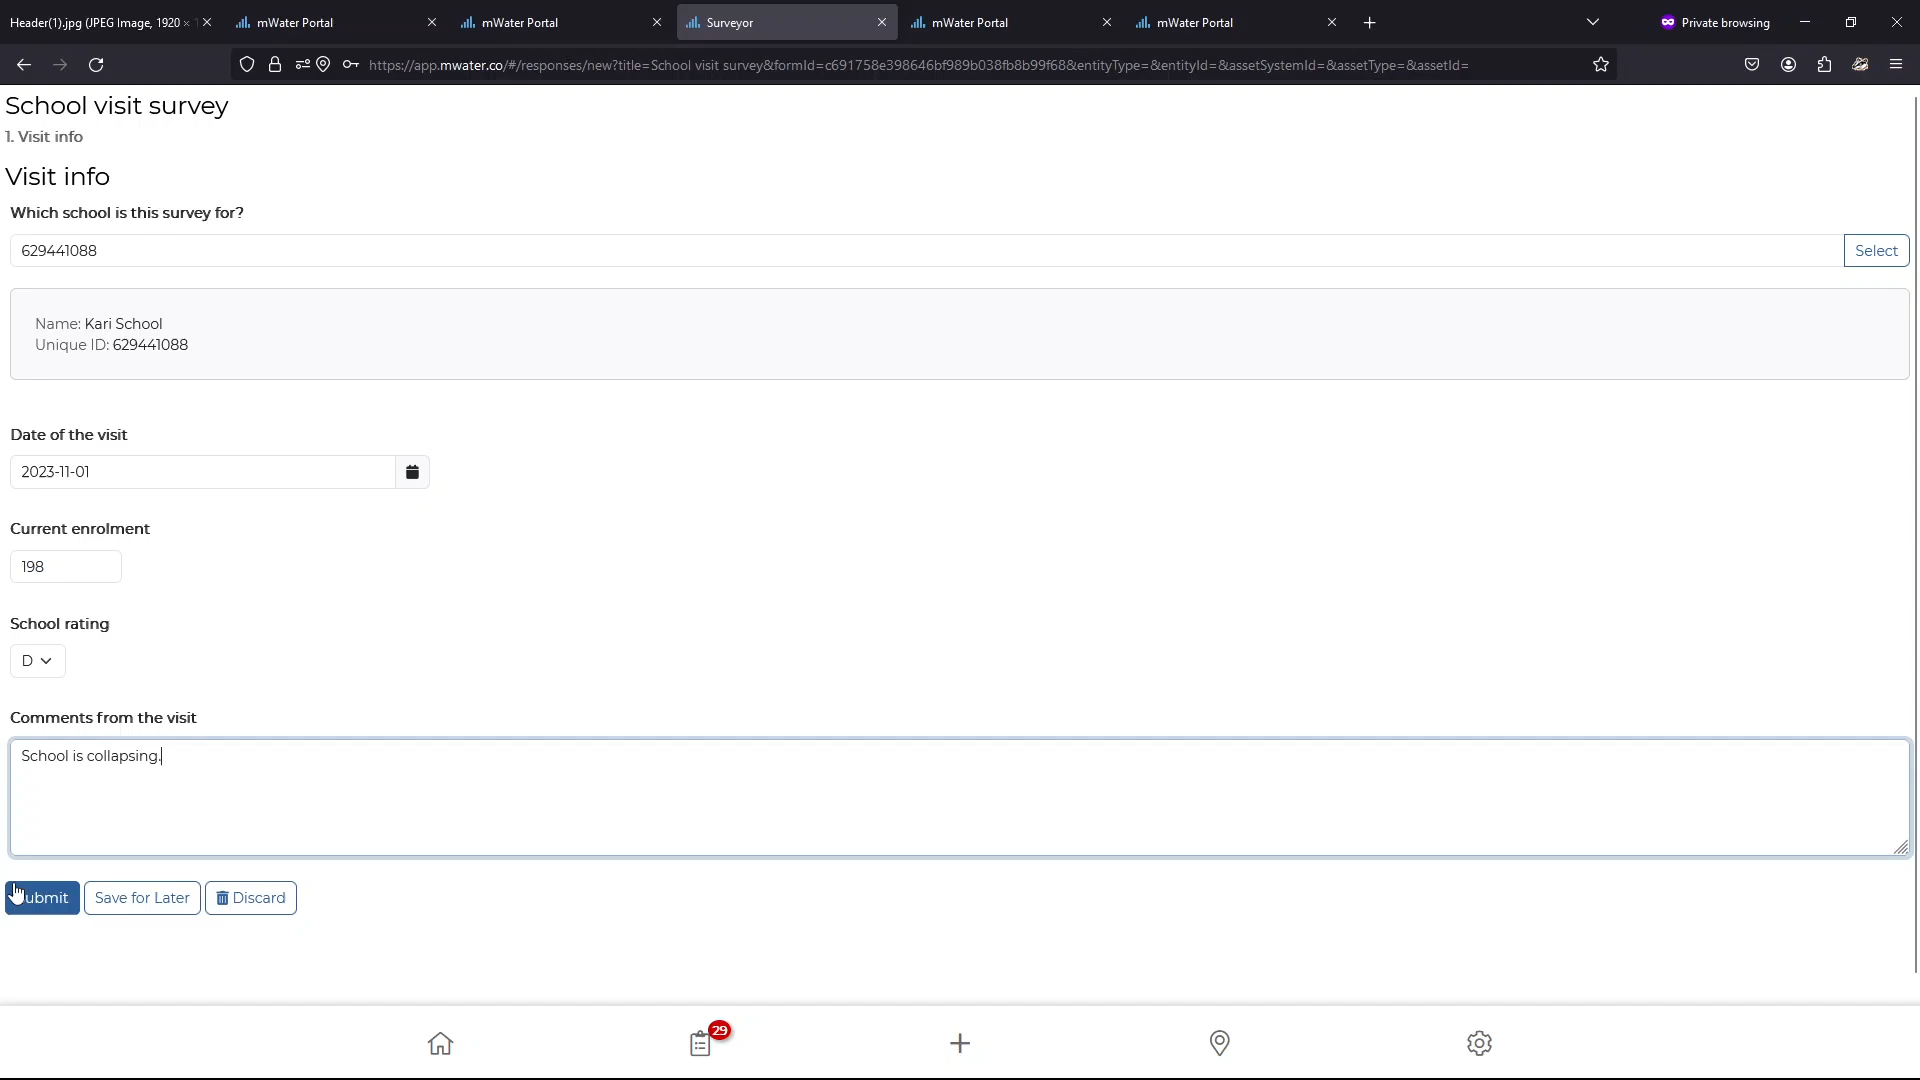 Header(1).jpg (JPEG Image, 1920 ×
mWater Portal
mWater Portal
Surveyor
mWater Portal
mWater Portal
Private browsing
https://app.mwater.co/#/responses/new?title=School visit survey&formId=c691758e398646bf989b038fb8b99f68&entityType=&entityId=&assetSystemId=&assetType=&assetId=
School visit survey
1. Visit info
Visit info
Which school is this survey for?
629441088
Select
Name: Kari School
Unique ID: 629441088
Date of the visit
2023-11-01
Current enrolment
198
School rating
D
Comments from the visit
School is collapsing.
ubmit
Save for Later
Discard
29